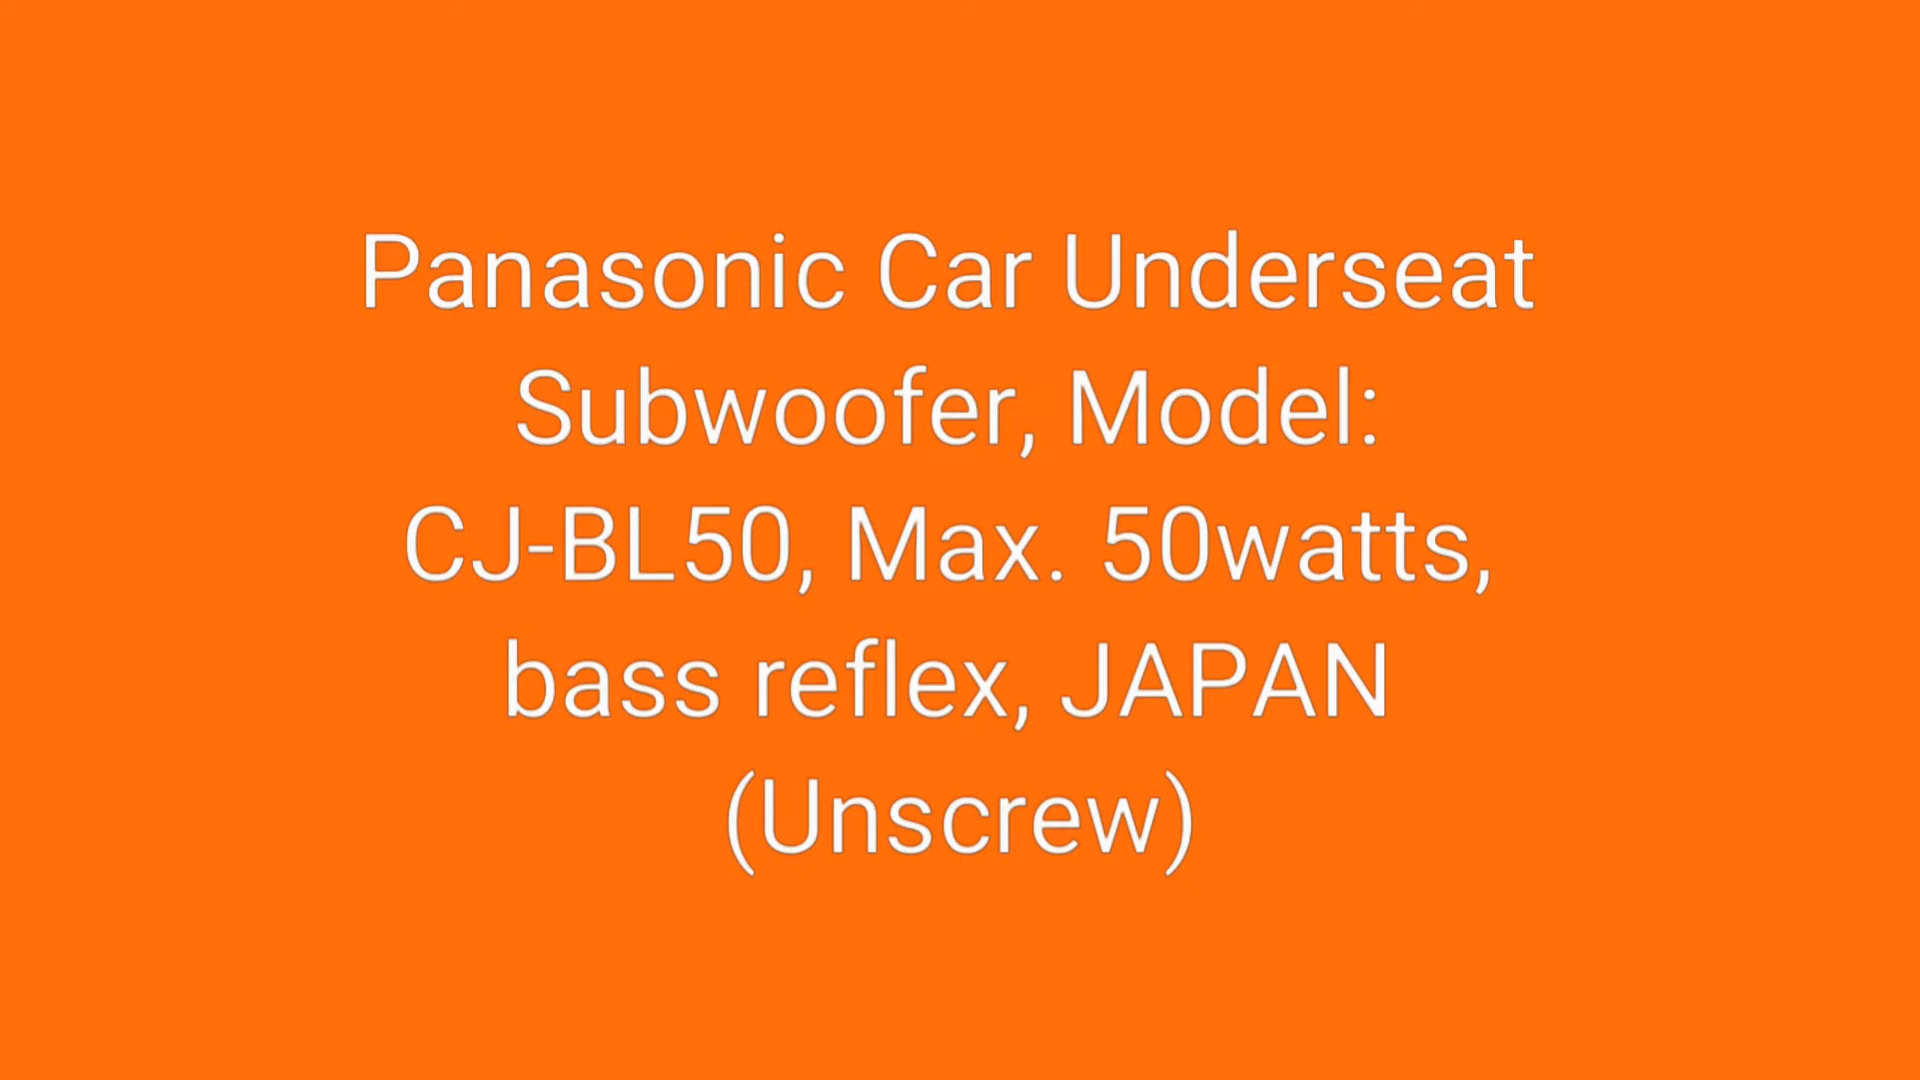 Panasonic Car Underseat
Subwoofer, Model:
CJ-BL50, Max. 50watts,
bass reflex, JAPAN
(Unscrew)